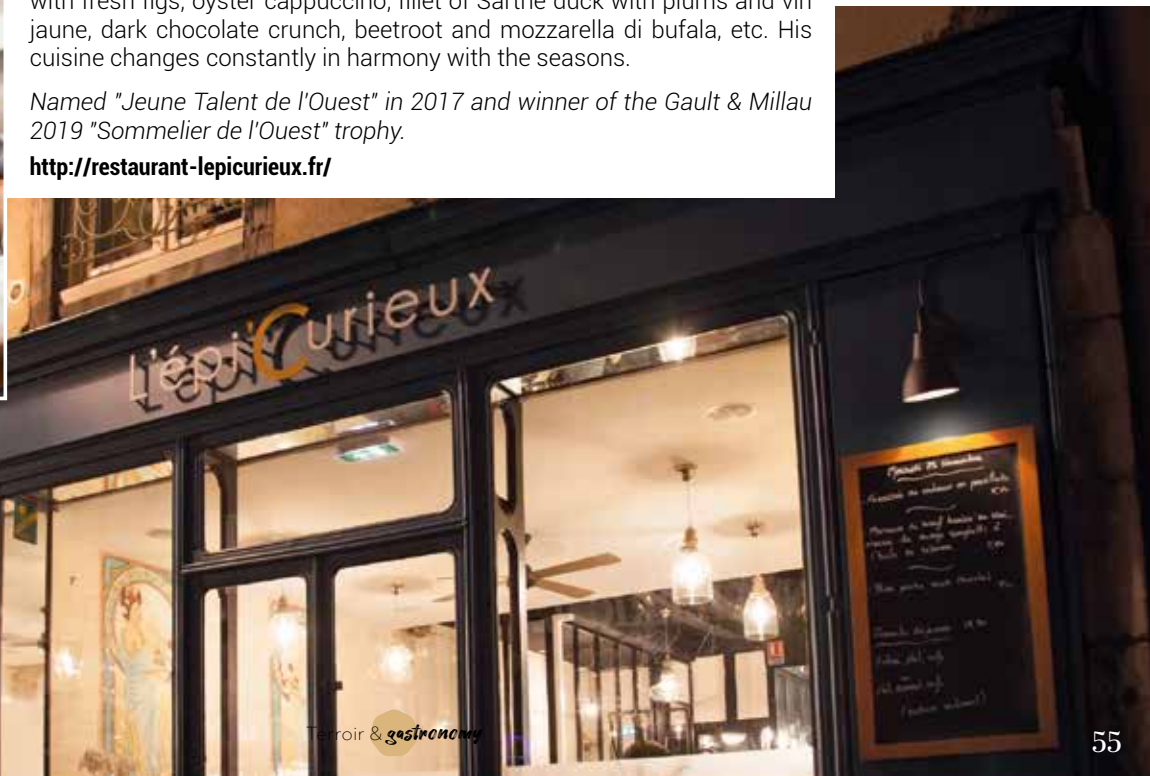 with fresh figs, oyster cappuccino, fillet of Sarthe duck with plums and vin
jaune, dark chocolate crunch, beetroot and mozzarella di bufala, etc. His
cuisine changes constantly in harmony with the seasons.
Named "Jeune Talent de l'Ouest" in 2017 and winner of the Gault & Millau
2019 "Sommelier de l'Ouest" trophy.
http://restaurant-lepicurieux.fr/
L'épi'Curieux
Terroir & gastronomy
55